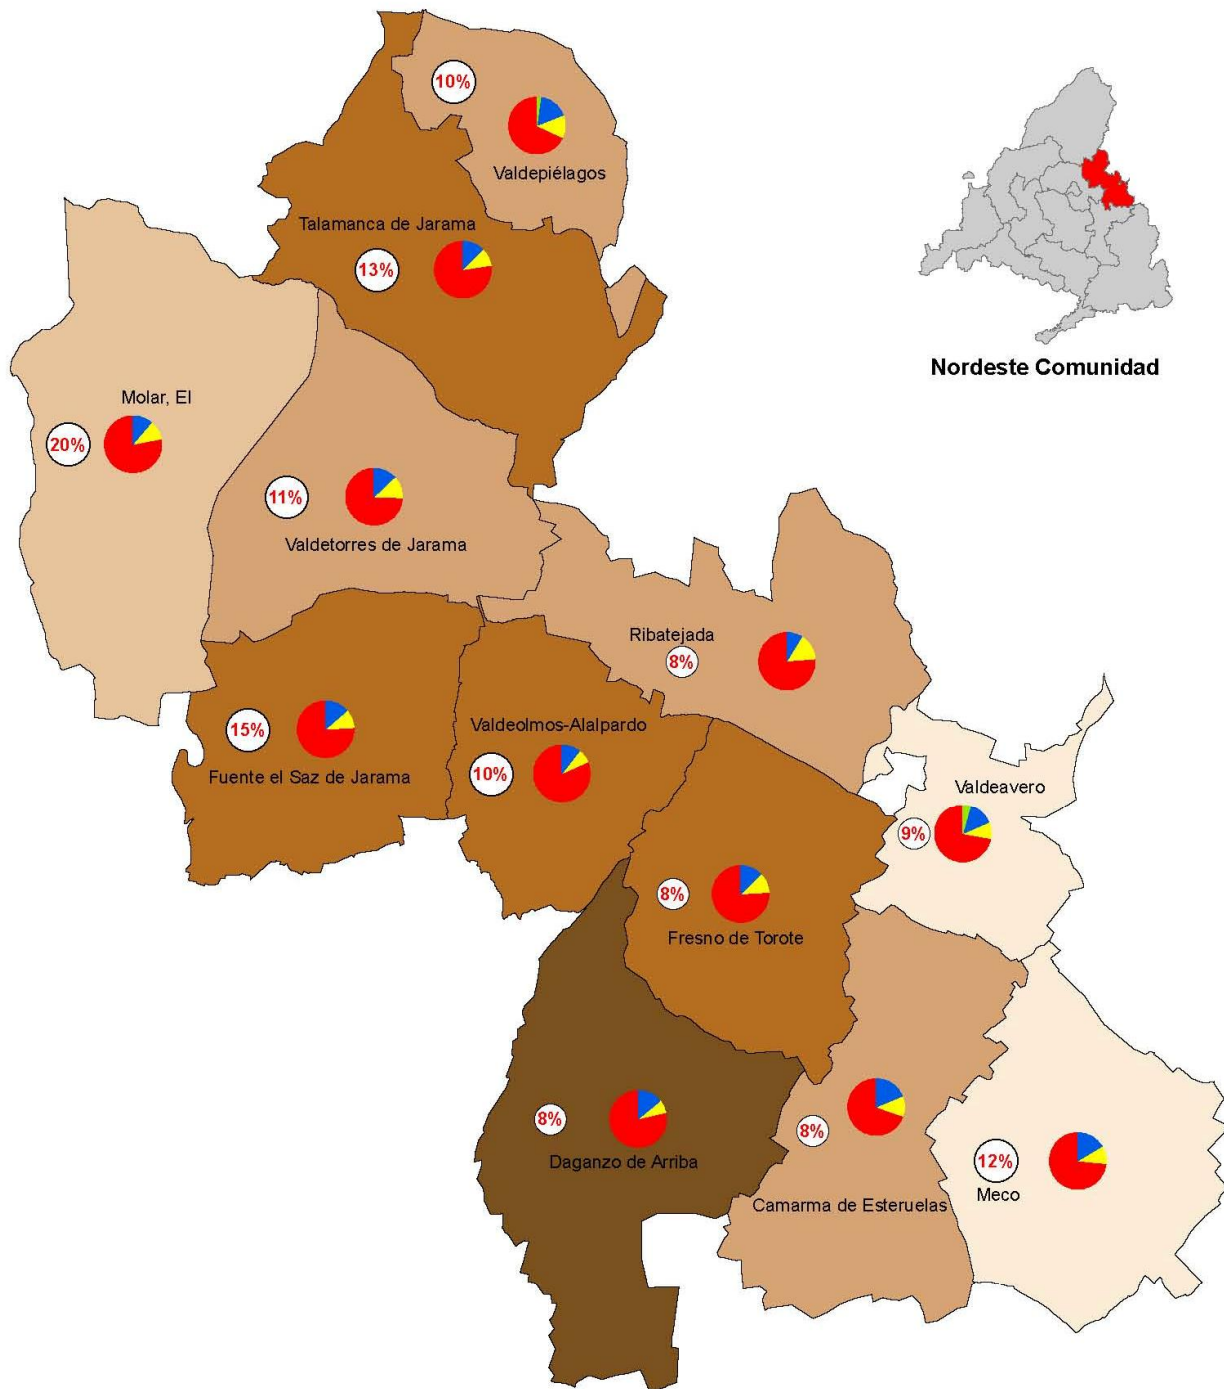 10%
Valdepiélagos
Talamanca de Jarama
13%
Nordeste Comunidad
Molar, El
20%
11%
Valdetorres de Jarama
Ribatejada
8%
Valdeolmos-Alalpardo
15%
10%
Fuente el Saz de Jarama
Valdeavero
9%
8%
Fresno de Torote
8%
Daganzo de Arriba
8%
Camarma de Esteruelas
12%
Meco